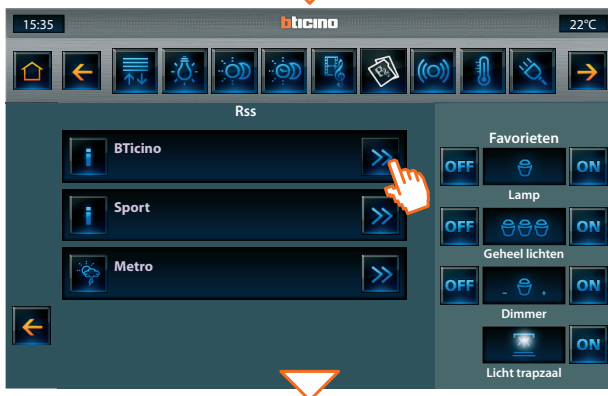 15:35
bticino
22°C
Rss
BTicino
Sport
Metro
Favorieten
OFF
ON
Lamp
OFF
ON
Geheel lichten
OFF
- +
ON
Dimmer
ON
Licht trapzaal